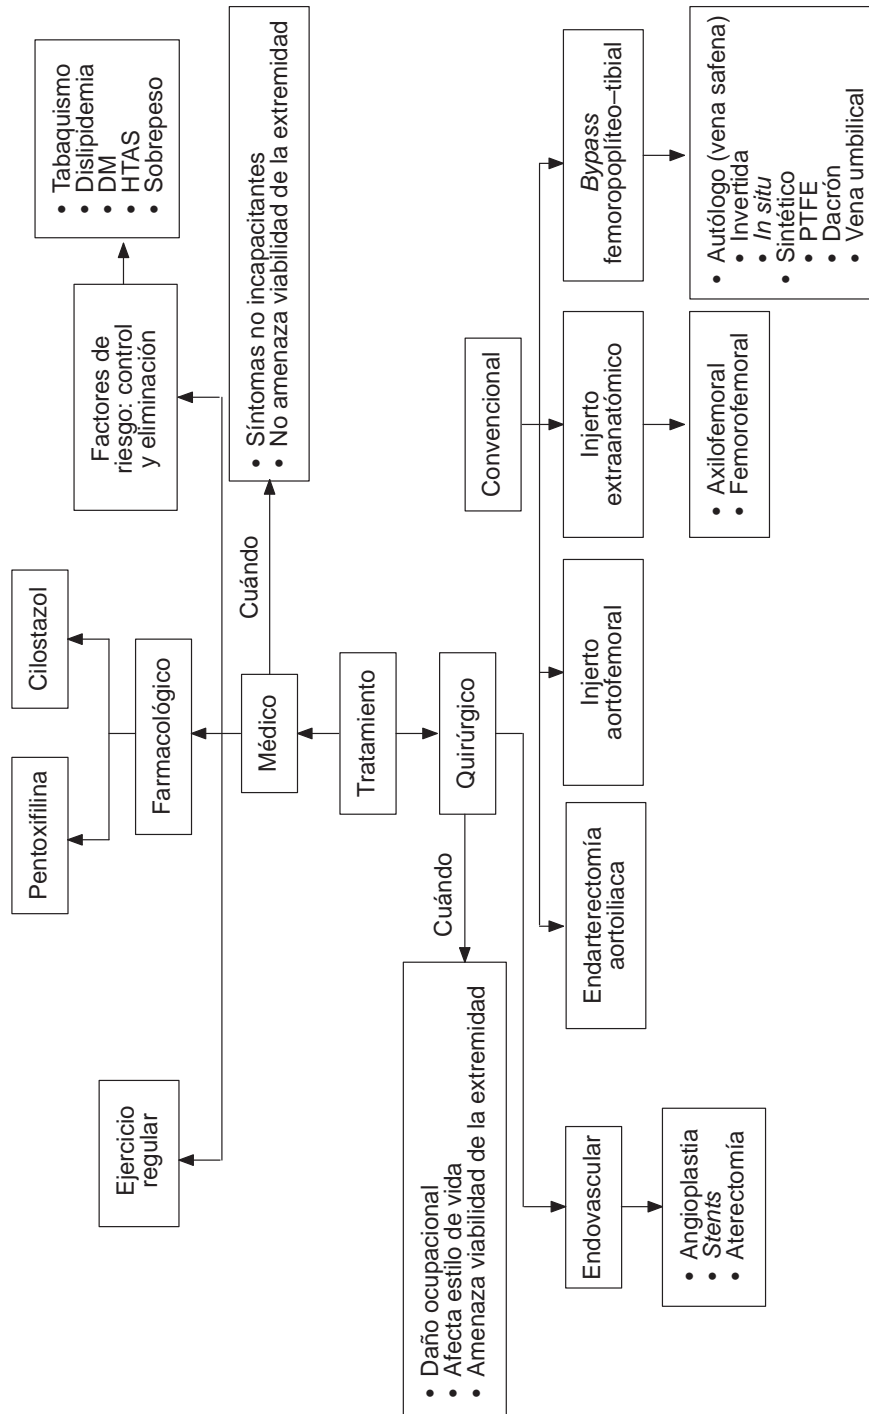 Pentoxifilina
Cilostazol
Ejercicio
regular
Farmacológico
Factores de
riesgo: control
y eliminación
• Tabaquismo
• Dislipidemia
• DM
• HTAS
• Sobrepeso
Médico
Cuándo
• Síntomas no incapacitantes
• No amenaza viabilidad de la extremidad
Tratamiento
Quirúrgico
Cuándo
• Daño ocupacional
• Afecta estilo de vida
• Amenaza viabilidad de la extremidad
Convencional
Endovascular
Endarterectomía
aortoiliaca
Injerto
aortofemoral
Injerto
extraanatómico
Bypass
femoropoplíteo–tibial
• Angioplastia
• Stents
• Aterectomía
• Axilofemoral
• Femorofemoral
• Autólogo (vena safena)
• Invertida
• In situ
• Sintético
• PTFE
• Dacrón
• Vena umbilical